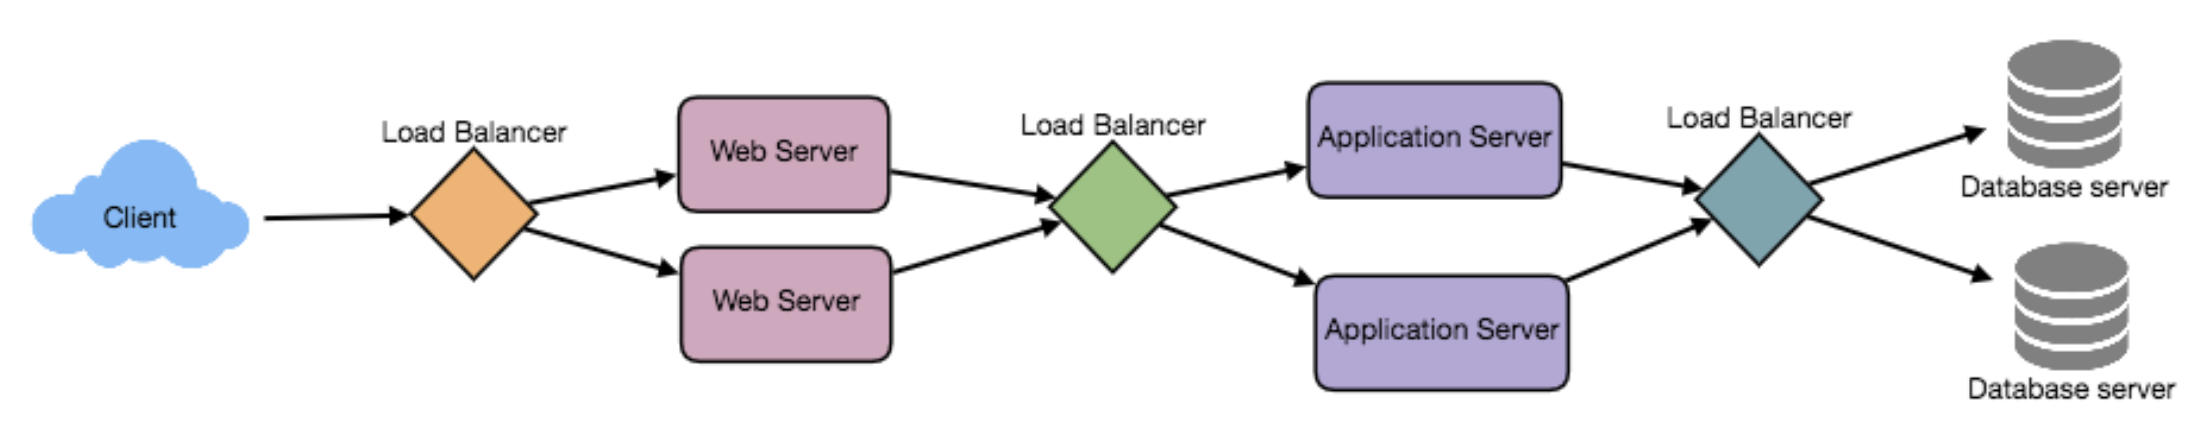 Client
Load Balancer
Web Server
Web Server
Load Balancer
Application Server
Application Server
Load Balancer
Database server
Database server